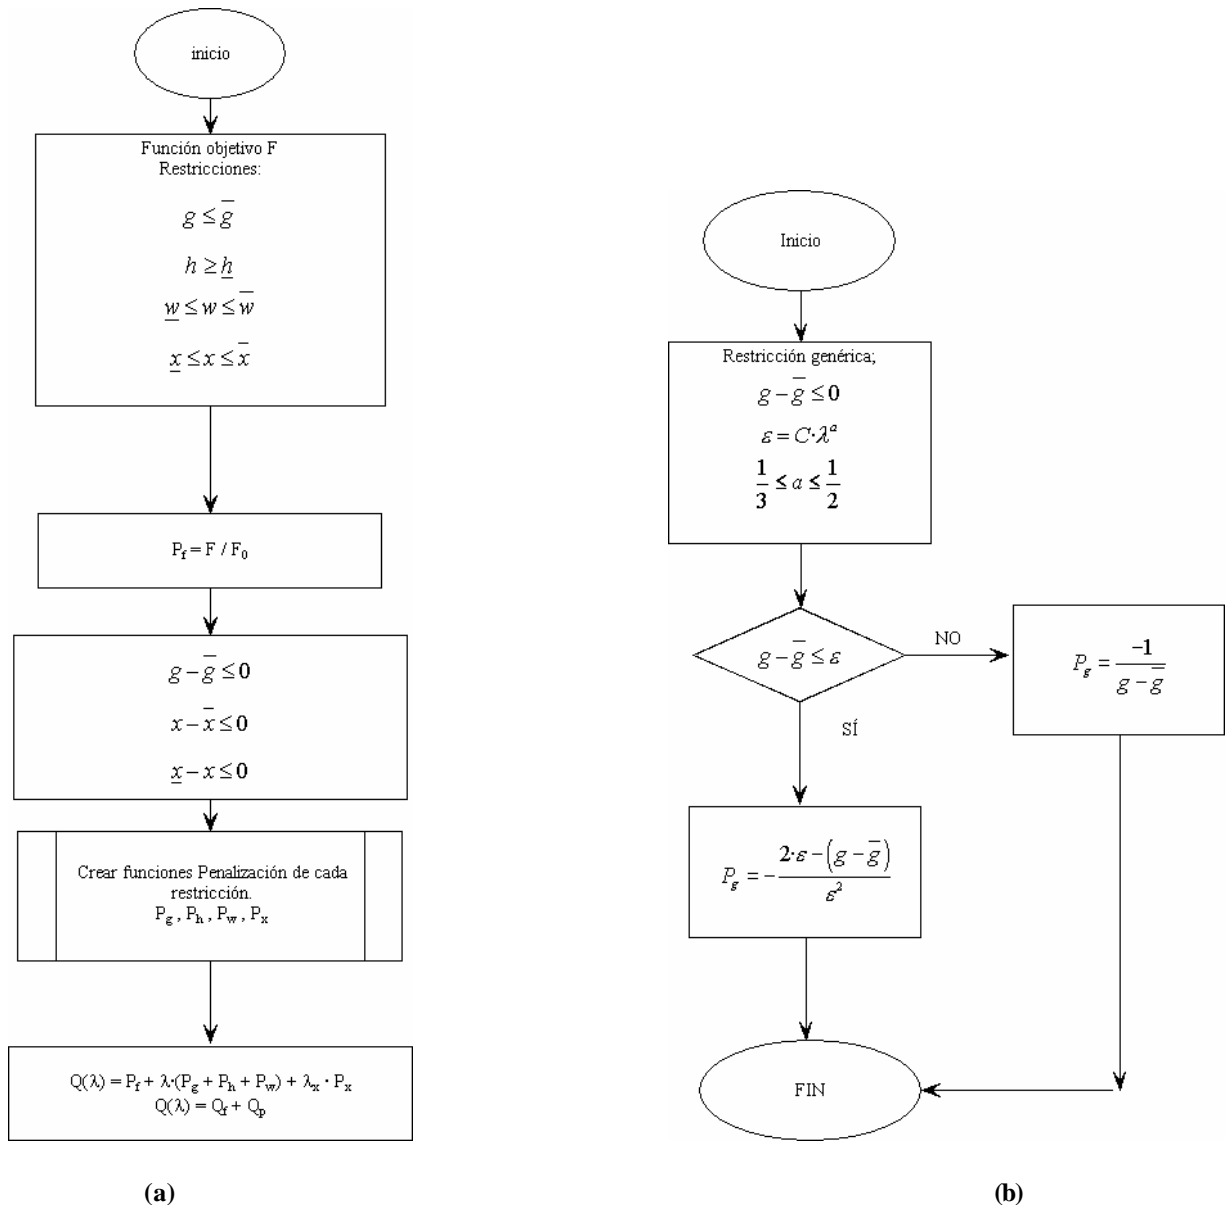 inicio
Función objetivo F
Restricciones:
g ≤ g̅
h ≥ h̲
w̲ ≤ w ≤ w̅
x̲ ≤ x ≤ x̅
P_f = F / F_0
g − g̅ ≤ 0
x − x̅ ≤ 0
x̲ − x ≤ 0
Crear funciones Penalización de cada
restricción.
P_g , P_h , P_w , P_x
Q(λ) = P_f + λ·(P_g + P_h + P_w) + λ_x · P_x
Q(λ) = Q_f + Q_p
(a)
Inicio
Restricción genérica;
g − g̅ ≤ 0
ε = C·λ^a
1/3 ≤ a ≤ 1/2
g − g̅ ≤ ε
NO
P_g = −1/(g − g̅)
SÍ
P_g = − (2·ε − (g − g̅))/ε²
FIN
(b)